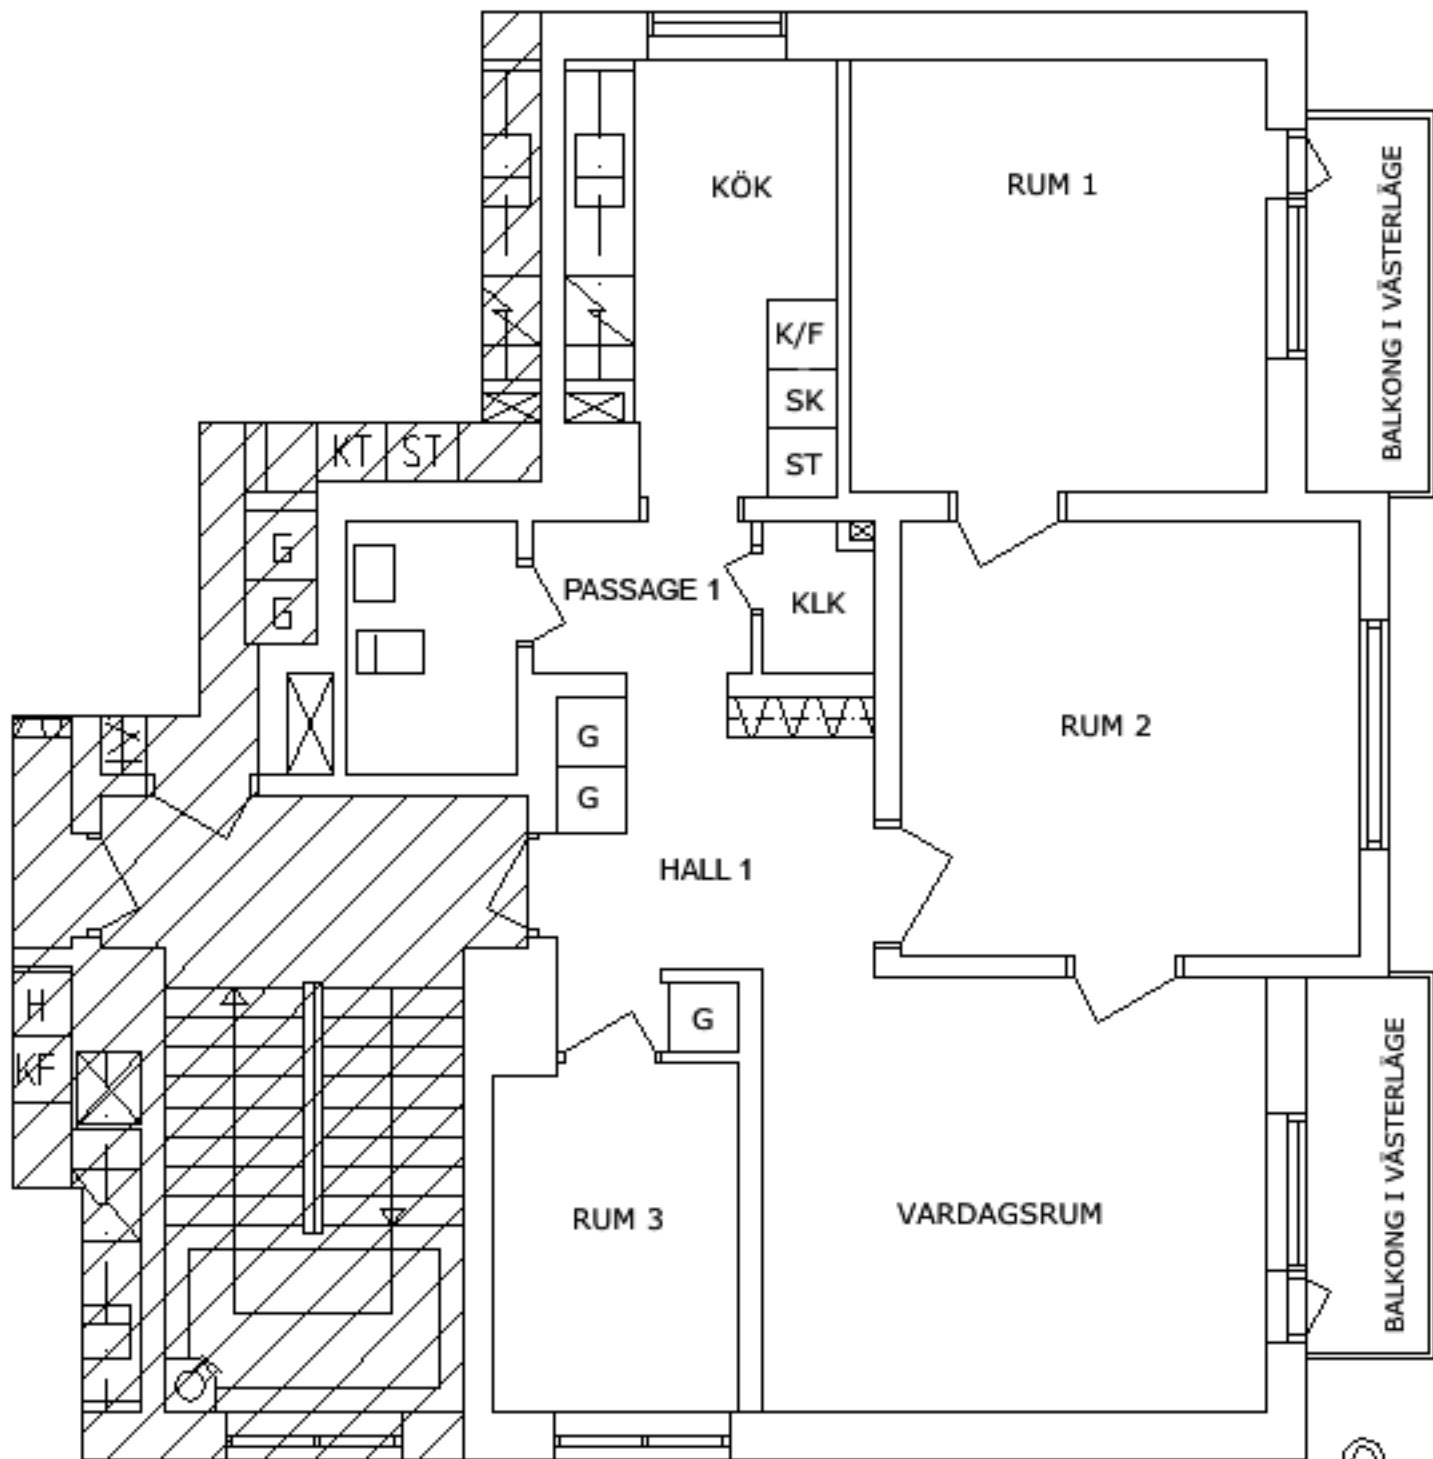 KÖK
RUM 1
BALKONG I VÄSTERLÄGE
K/F
SK
ST
KT
ST
G
G
PASSAGE 1
KLK
G
G
RUM 2
HALL 1
H
KF
G
RUM 3
VARDAGSRUM
BALKONG I VÄSTERLÄGE